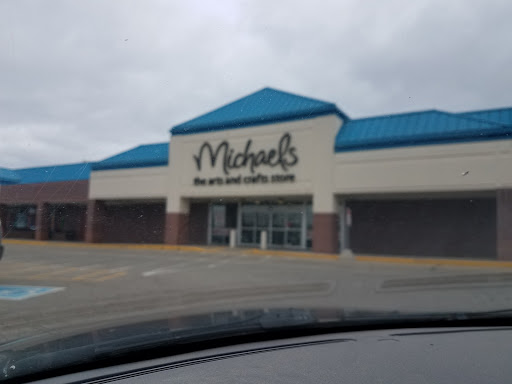 Michaels
the arts and crafts store